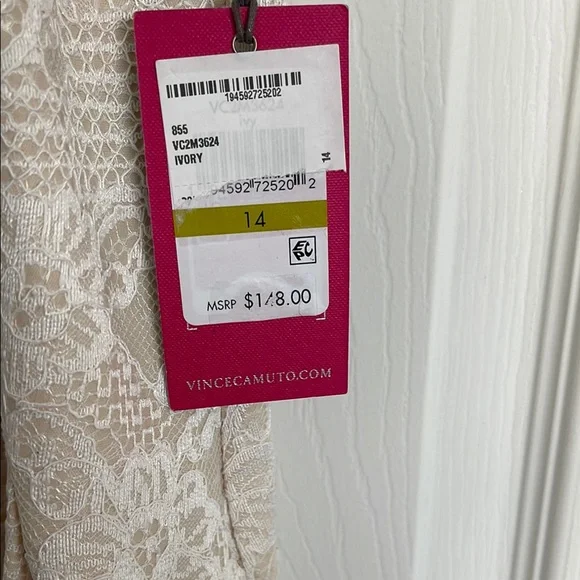 194592725202
855
VC2M3624
IVORY
14
94592 72520 2
14
MSRP $148.00
VINCECAMUTO.COM